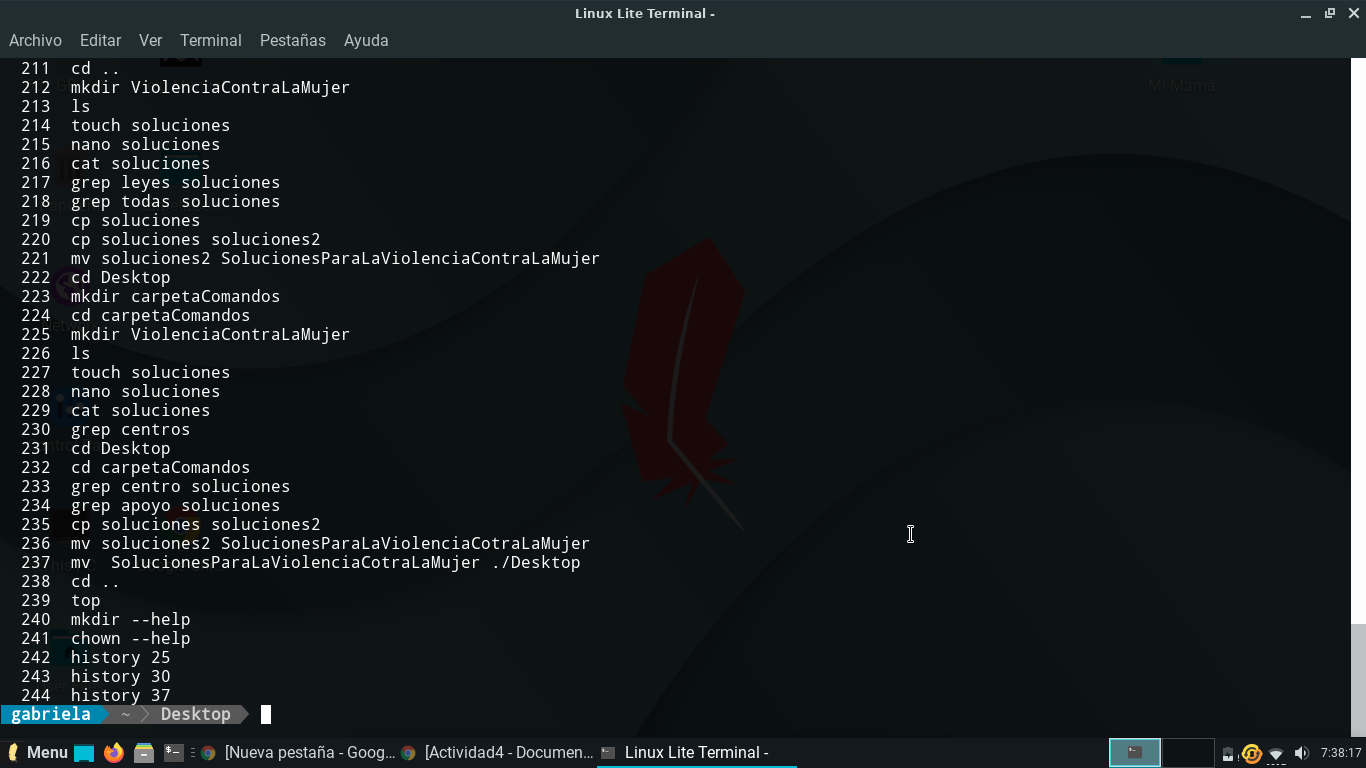 Linux Lite Terminal -
Archivo Editar Ver Terminal Pestañas Ayuda
211 cd ..
212 mkdir ViolenciaContraLaMujer
213 ls
214 touch soluciones
215 nano soluciones
216 cat soluciones
217 grep leyes soluciones
218 grep todas soluciones
219 cp soluciones
220 cp soluciones soluciones2
221 mv soluciones2 SolucionesParaLaViolenciaContraLaMujer
222 cd Desktop
223 mkdir carpetaComandos
224 cd carpetaComandos
225 mkdir ViolenciaContraLaMujer
226 ls
227 touch soluciones
228 nano soluciones
229 cat soluciones
230 grep centros
231 cd Desktop
232 cd carpetaComandos
233 grep centro soluciones
234 grep apoyo soluciones
235 cp soluciones soluciones2
236 mv soluciones2 SolucionesParaLaViolenciaCotraLaMujer
237 mv  SolucionesParaLaViolenciaCotraLaMujer ./Desktop
238 cd ..
239 top
240 mkdir --help
241 chown --help
242 history 25
243 history 30
244 history 37
gabriela ~ Desktop
Mi Mamá
Menu [Nueva pestaña - Goog... [Actividad4 - Documen... Linux Lite Terminal - 7:38:17